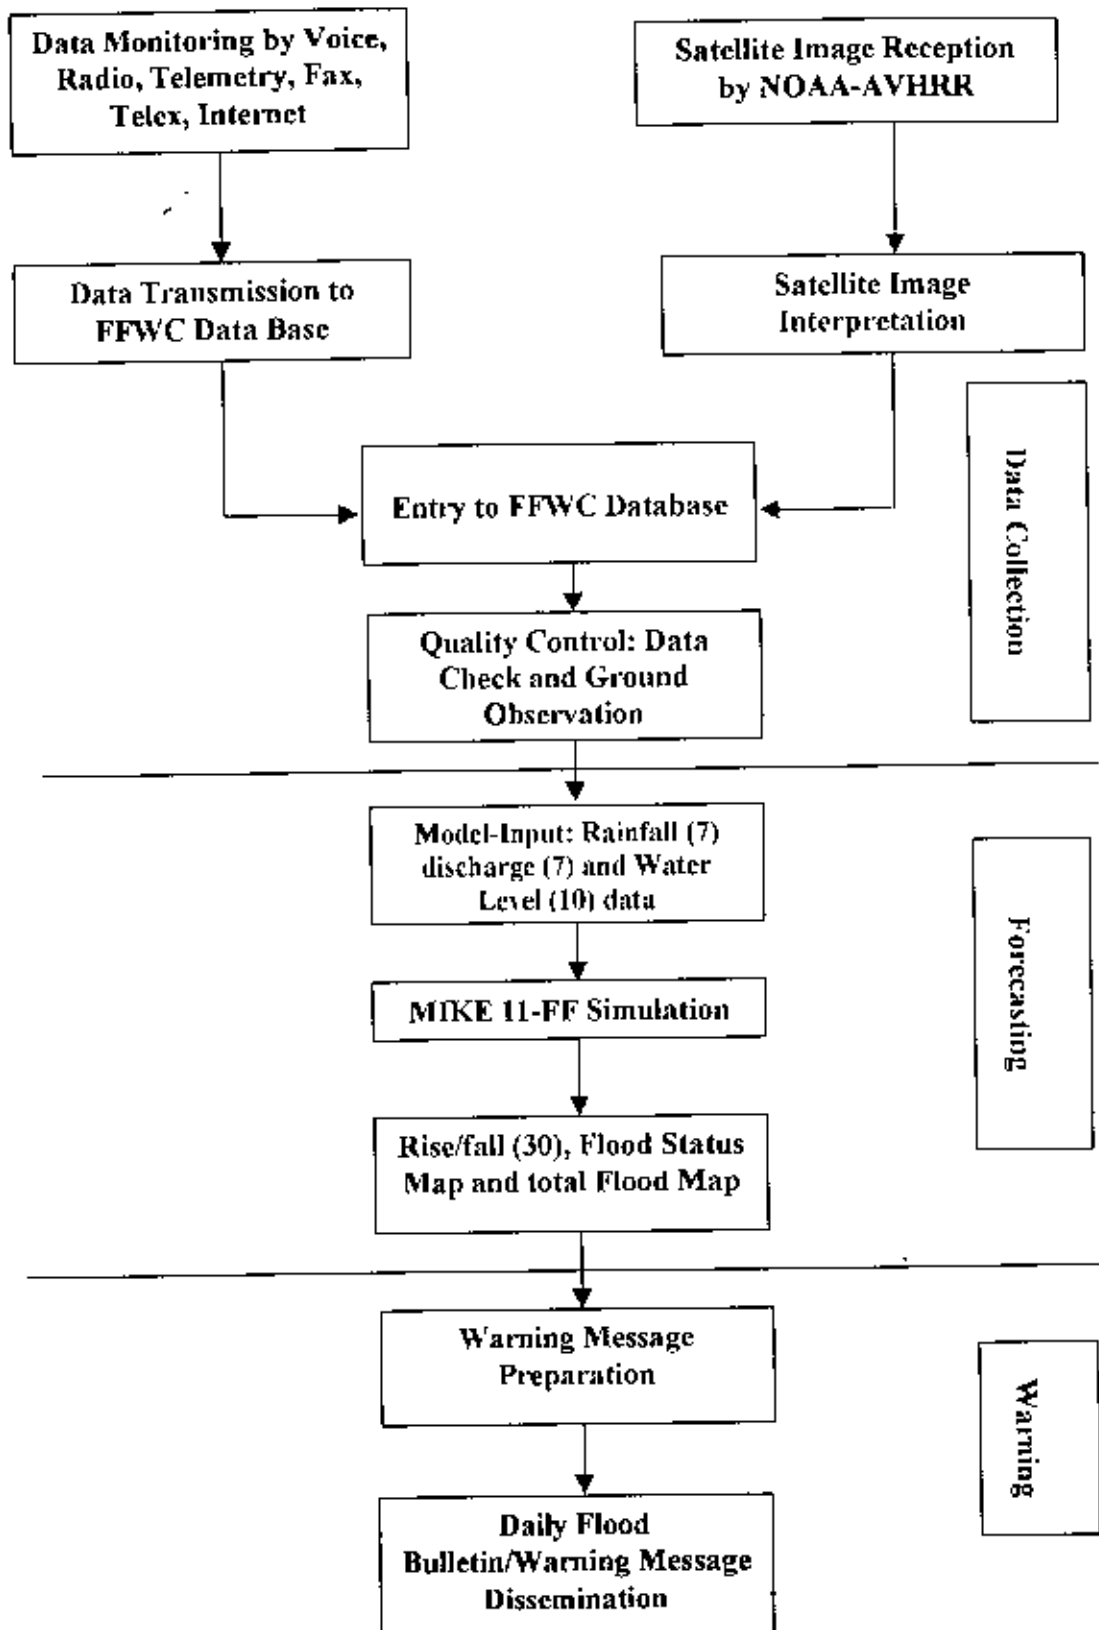 Data Monitoring by Voice,
Radio, Telemetry, Fax,
Telex, Internet
Satellite Image Reception
by NOAA-AVHRR
Data Transmission to
FFWC Data Base
Satellite Image
Interpretation
Entry to FFWC Database
Quality Control: Data
Check and Ground
Observation
Data Collection
Model-Input: Rainfall (7)
discharge (7) and Water
Level (10) data
MIKE 11-FF Simulation
Rise/fall (30), Flood Status
Map and total Flood Map
Forecasting
Warning Message
Preparation
Daily Flood
Bulletin/Warning Message
Dissemination
Warning